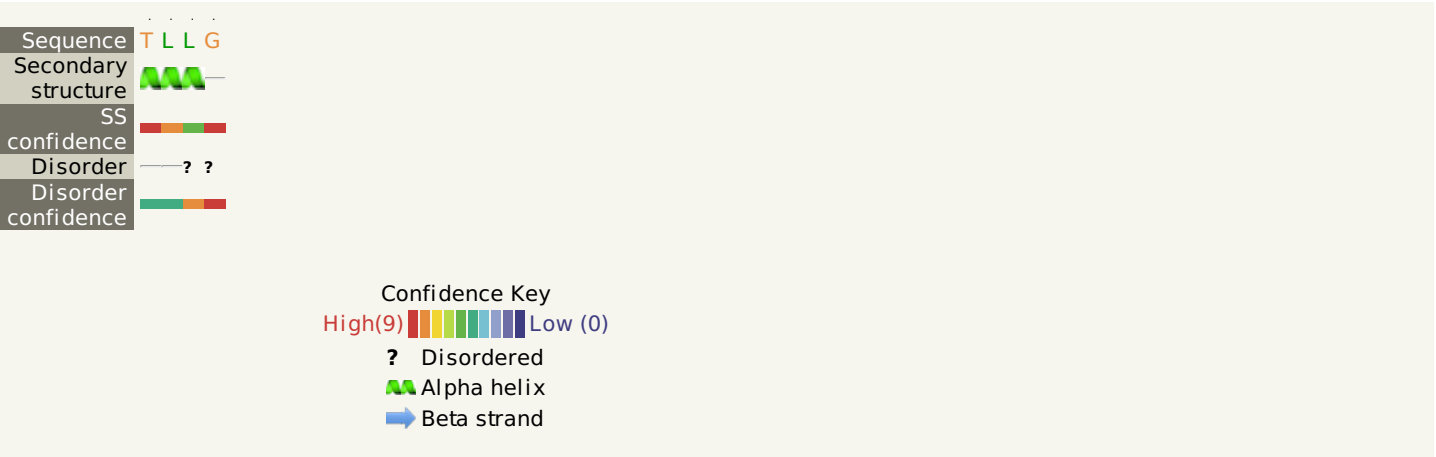 . . . .
Sequence T L L G
Secondary
structure
SS
confidence
Disorder ? ?
Disorder
confidence
Confidence Key
High(9) Low (0)
? Disordered
Alpha helix
Beta strand